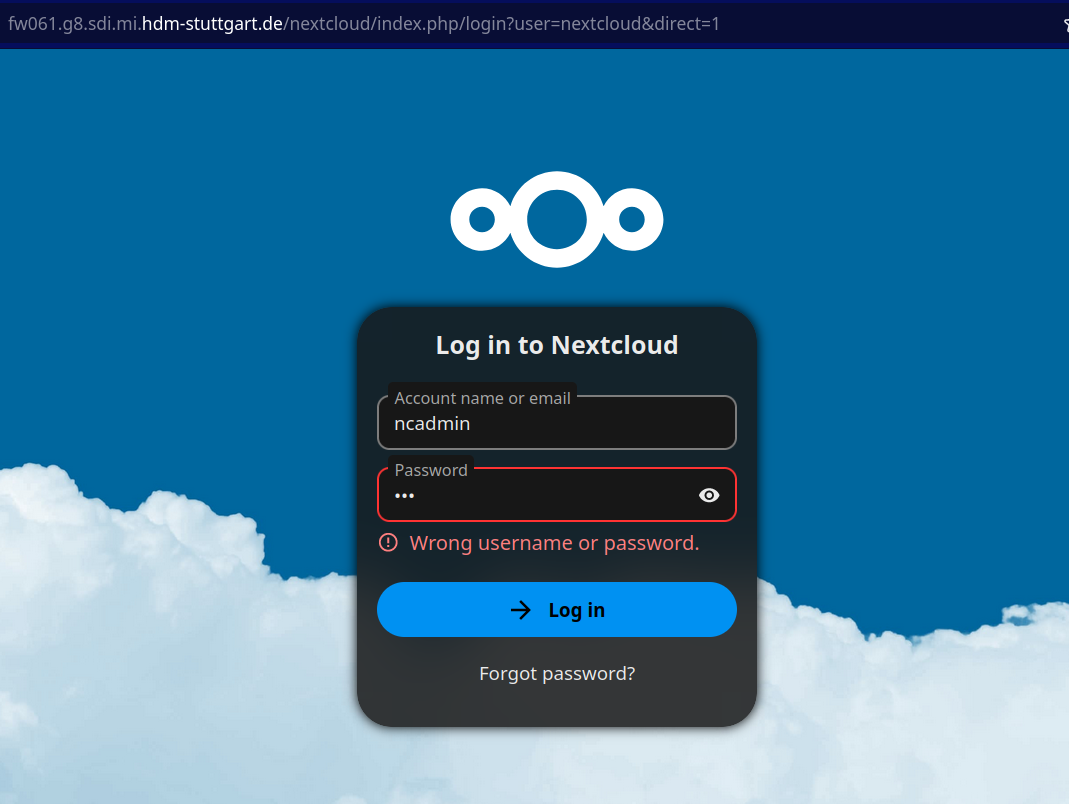 fw061.g8.sdi.mi.hdm-stuttgart.de/nextcloud/index.php/login?user=nextcloud&direct=1
Log in to Nextcloud
Account name or email
ncadmin
Password
•••
Wrong username or password.
Log in
Forgot password?